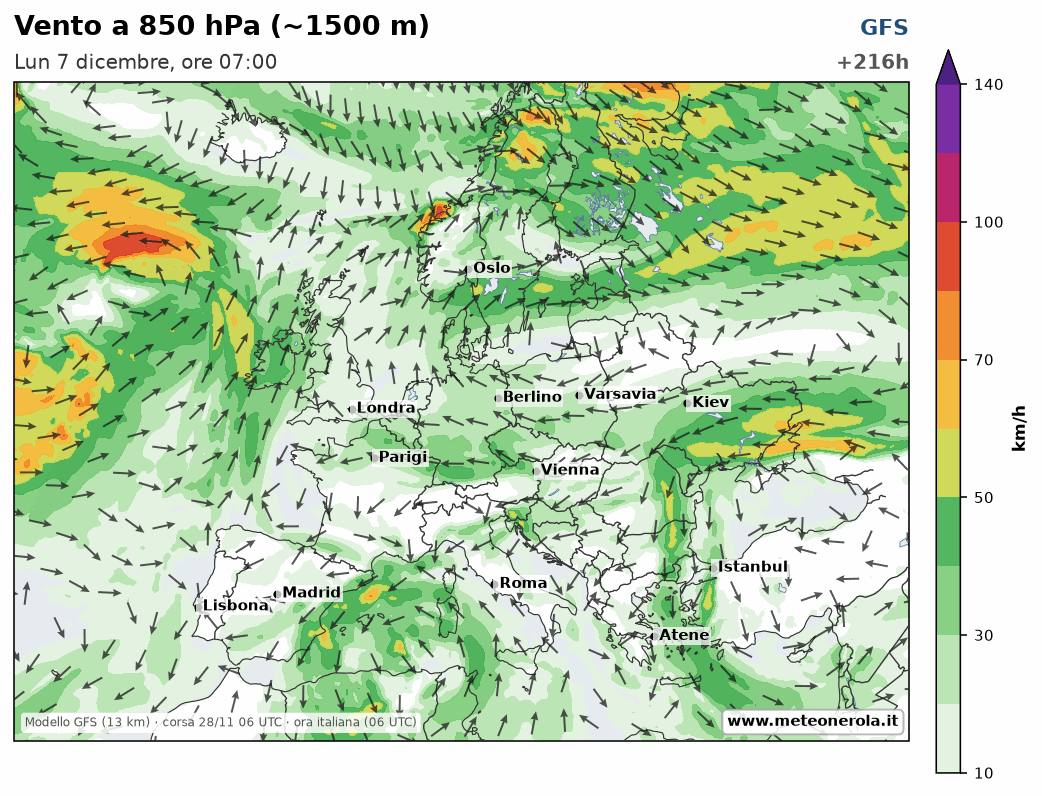 Vento a 850 hPa (~1500 m)
GFS
Lun 7 dicembre, ore 07:00
+216h
140
100
70
50
30
10
km/h
Oslo
Berlino
Varsavia
Kiev
Londra
Parigi
Vienna
Istanbul
Roma
Madrid
Lisbona
Atene
Modello GFS (13 km) · corsa 28/11 06 UTC · ora italiana (06 UTC)
www.meteonerola.it